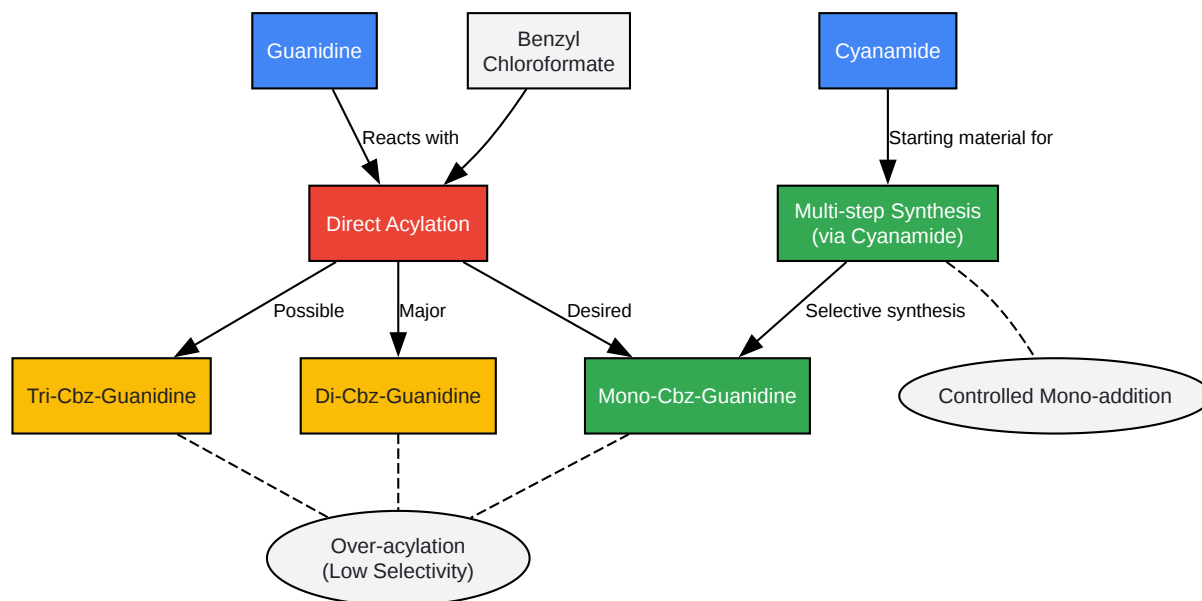 Guanidine
Benzyl
Chloroformate
Cyanamide
Reacts with
Starting material for
Direct Acylation
Multi-step Synthesis
(via Cyanamide)
Possible
Major
Desired
Selective synthesis
Tri-Cbz-Guanidine
Di-Cbz-Guanidine
Mono-Cbz-Guanidine
Controlled Mono-addition
Over-acylation
(Low Selectivity)